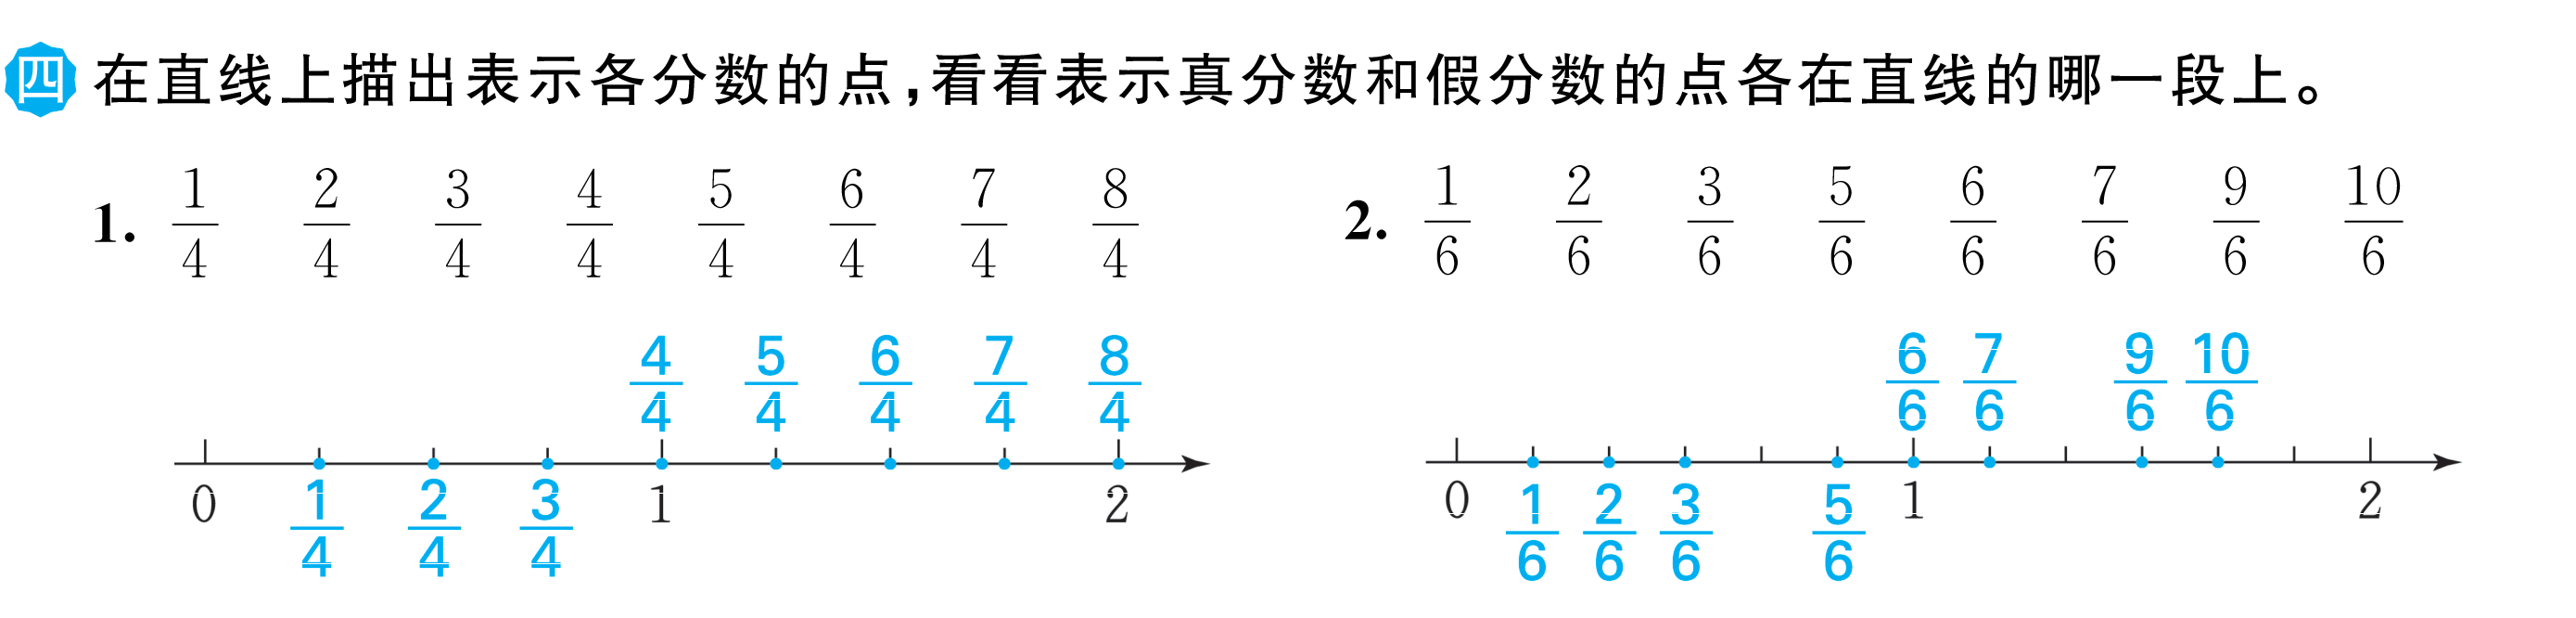 四 在直线上描出表示各分数的点,看看表示真分数和假分数的点各在直线的哪一段上。
1. 1/4 2/4 3/4 4/4 5/4 6/4 7/4 8/4
2. 1/6 2/6 3/6 5/6 6/6 7/6 9/6 10/6
4/4 5/4 6/4 7/4 8/4
0 1/4 2/4 3/4 1 2
6/6 7/6 9/6 10/6
0 1/6 2/6 3/6 5/6 1 2